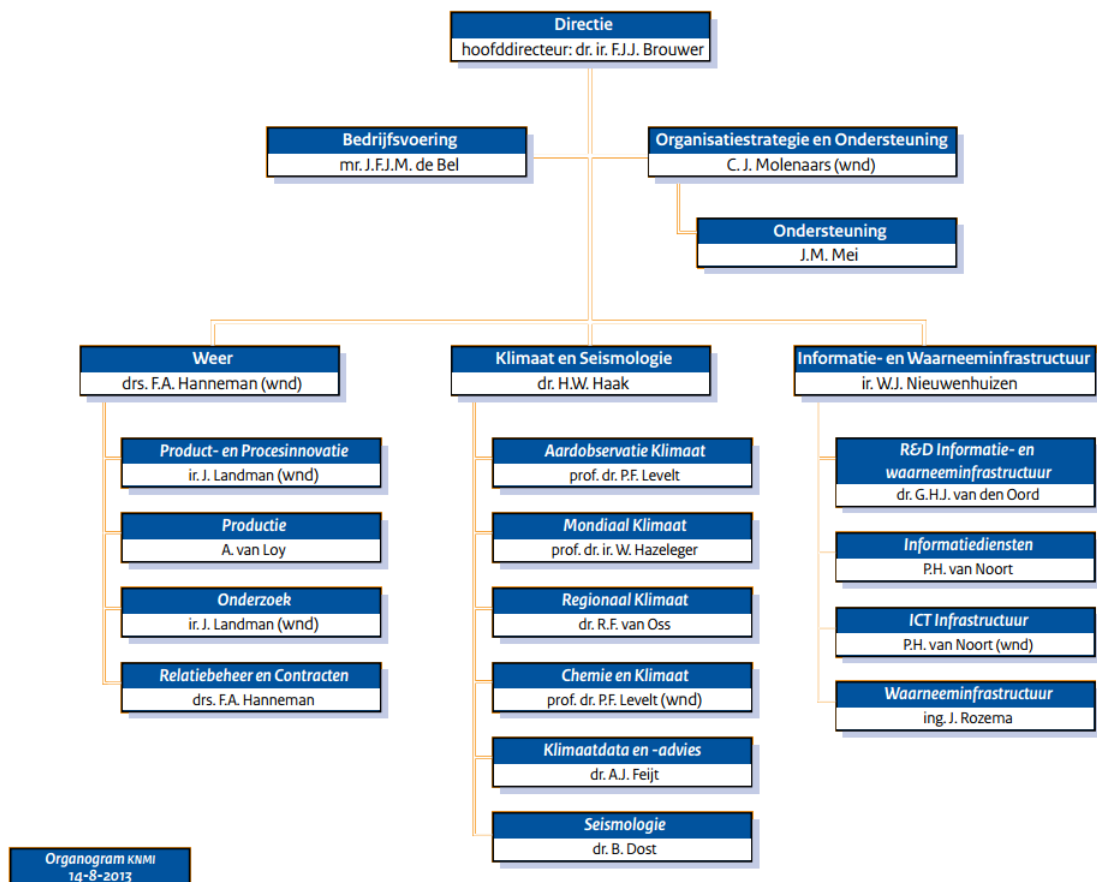 Directie
hoofddirecteur: dr. ir. F.J.J. Brouwer
Bedrijfsvoering
mr. J.F.J.M. de Bel
Organisatiestrategie en Ondersteuning
C. J. Molenaars (wnd)
Ondersteuning
J.M. Mei
Weer
drs. F.A. Hanneman (wnd)
Product- en Procesinnovatie
ir. J. Landman (wnd)
Productie
A. van Loy
Onderzoek
ir. J. Landman (wnd)
Relatiebeheer en Contracten
drs. F.A. Hanneman
Klimaat en Seismologie
dr. H.W. Haak
Aardobservatie Klimaat
prof. dr. P.F. Levelt
Mondiaal Klimaat
prof. dr. ir. W. Hazeleger
Regionaal Klimaat
dr. R.F. van Oss
Chemie en Klimaat
prof. dr. P.F. Levelt (wnd)
Klimaatdata en -advies
dr. A.J. Feijt
Seismologie
dr. B. Dost
Informatie- en Waarneeminfrastructuur
ir. W.J. Nieuwenhuizen
R&D Informatie- en
waarneeminfrastructuur
dr. G.H.J. van den Oord
Informatiediensten
P.H. van Noort
ICT Infrastructuur
P.H. van Noort (wnd)
Waarneeminfrastructuur
ing. J. Rozema
Organogram KNMI
14-8-2013